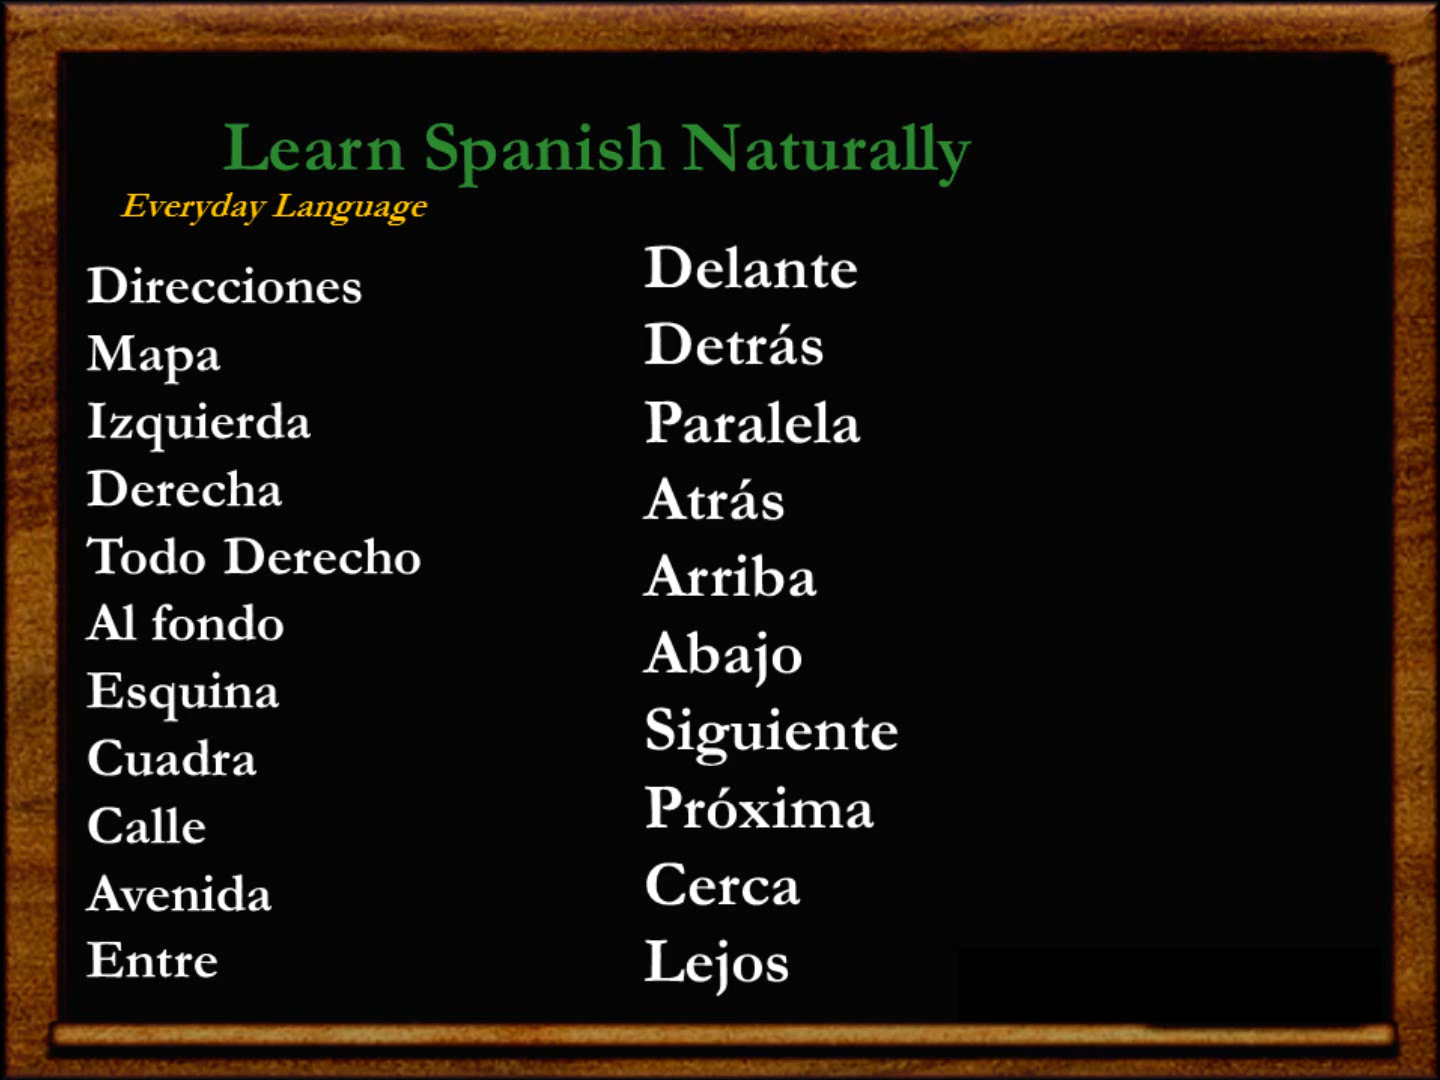 Learn Spanish Naturally
Everyday Language
Direcciones
Mapa
Izquierda
Derecha
Todo Derecho
Al fondo
Esquina
Cuadra
Calle
Avenida
Entre
Delante
Detrás
Paralela
Atrás
Arriba
Abajo
Siguiente
Próxima
Cerca
Lejos